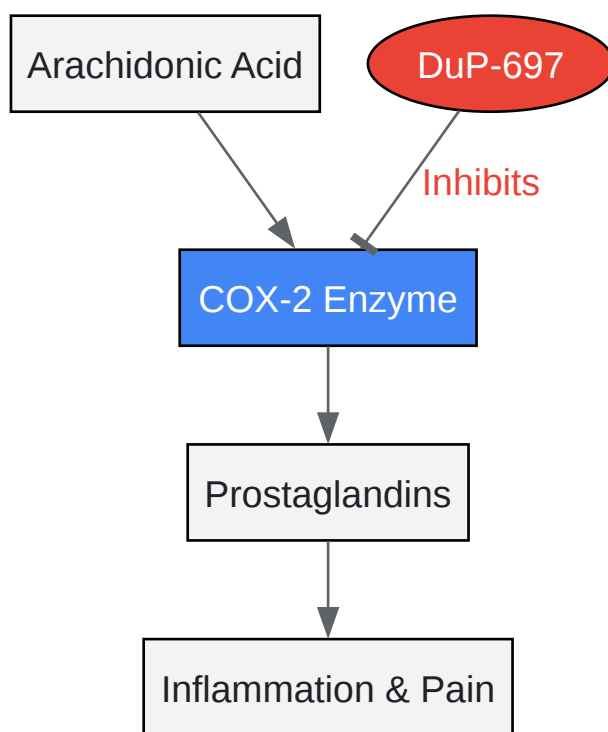 Arachidonic Acid
DuP-697
Inhibits
COX-2 Enzyme
Prostaglandins
Inflammation & Pain